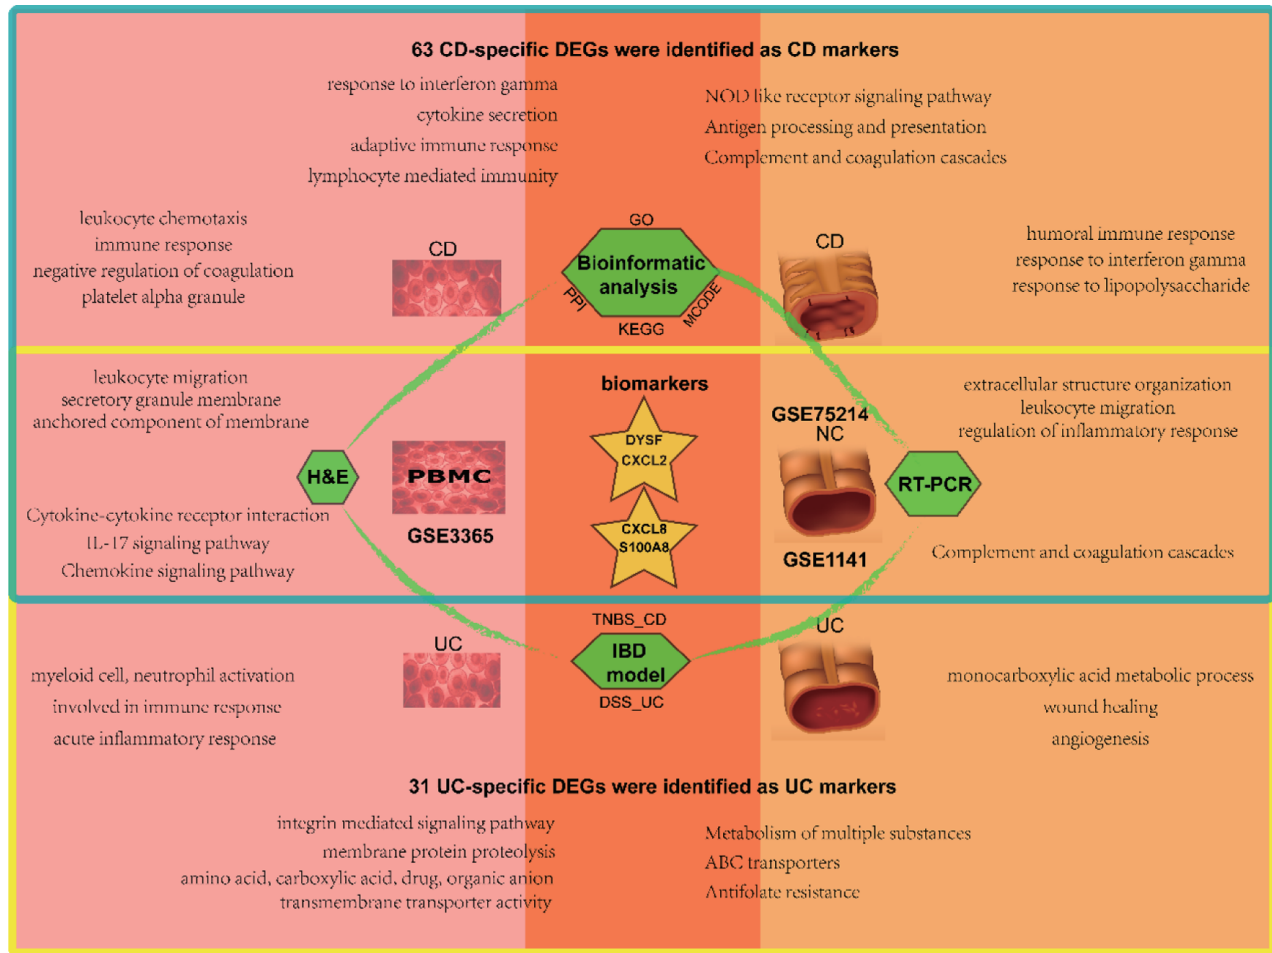 63 CD-specific DEGs were identified as CD markers
response to interferon gamma
cytokine secretion
adaptive immune response
lymphocyte mediated immunity
NOD like receptor signaling pathway
Antigen processing and presentation
Complement and coagulation cascades
leukocyte chemotaxis
immune response
negative regulation of coagulation
platelet alpha granule
CD
GO
Bioinformatic
analysis
PPI
KEGG
MCODE
CD
humoral immune response
response to interferon gamma
response to lipopolysaccharide
leukocyte migration
secretory granule membrane
anchored component of membrane
H&E
Cytokine-cytokine receptor interaction
IL-17 signaling pathway
Chemokine signaling pathway
PBMC
GSE3365
biomarkers
DYSF
CXCL2
CXCL8
S100A8
GSE75214
NC
GSE1141
extracellular structure organization
leukocyte migration
regulation of inflammatory response
RT-PCR
Complement and coagulation cascades
myeloid cell, neutrophil activation
involved in immune response
acute inflammatory response
UC
TNBS_CD
IBD
model
DSS_UC
UC
monocarboxylic acid metabolic process
wound healing
angiogenesis
31 UC-specific DEGs were identified as UC markers
integrin mediated signaling pathway
membrane protein proteolysis
amino acid, carboxylic acid, drug, organic anion
transmembrane transporter activity
Metabolism of multiple substances
ABC transporters
Antifolate resistance